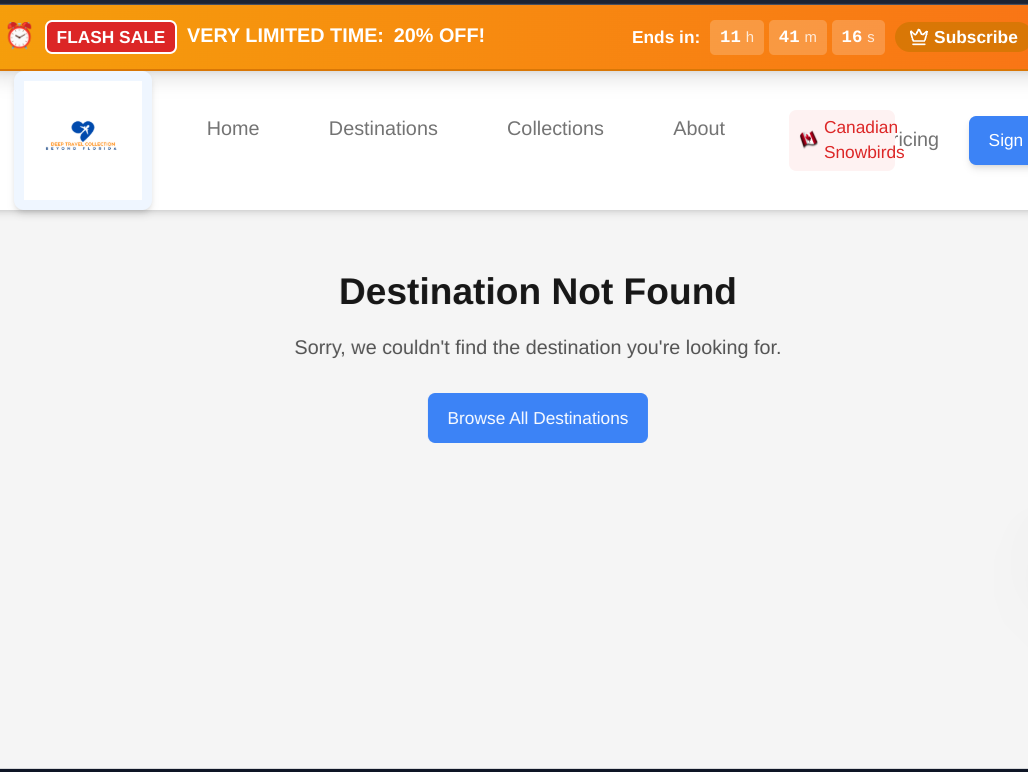 FLASH SALE VERY LIMITED TIME: 20% OFF! Ends in: 11 h 41 m 16 s Subscribe
DEEP TRAVEL COLLECTION
BEYOND FLORIDA
Home Destinations Collections About Canadian Snowbirds ricing Sign
Destination Not Found
Sorry, we couldn't find the destination you're looking for.
Browse All Destinations